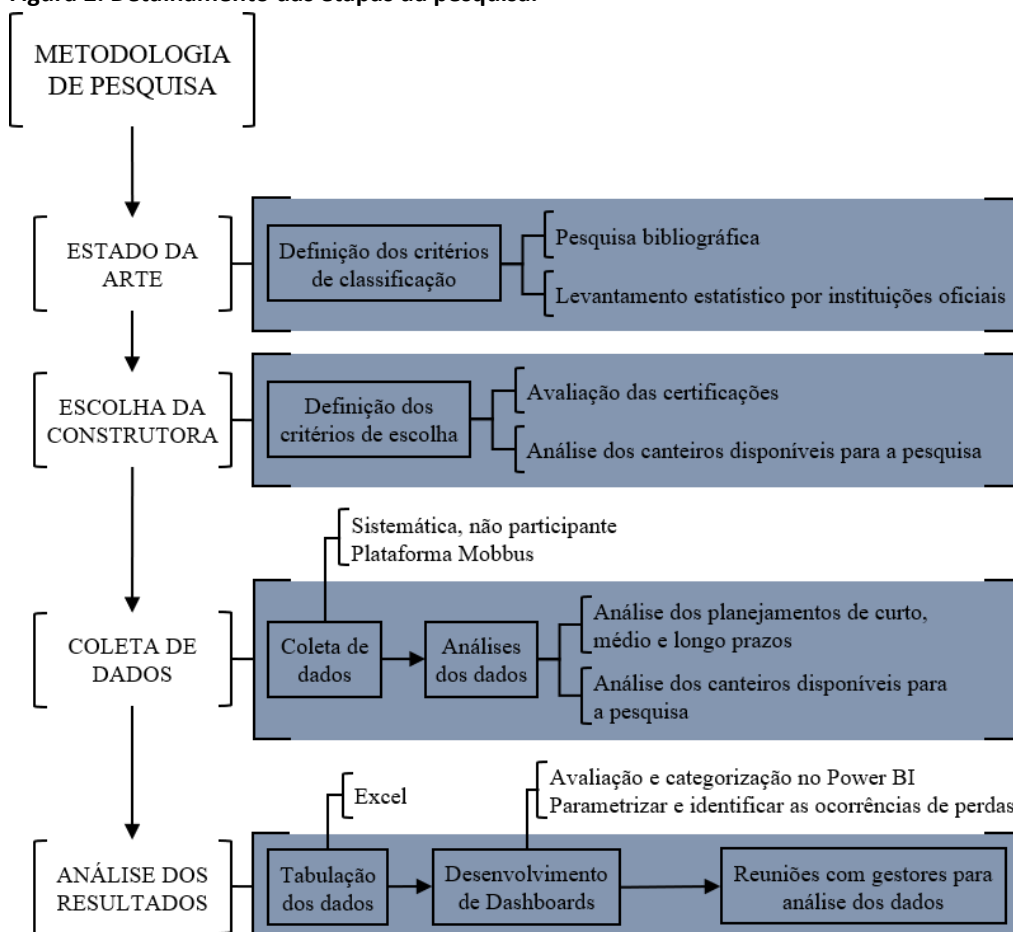 Figura 2: Detalhamento das etapas da pesquisa.
METODOLOGIA
DE PESQUISA
ESTADO DA
ARTE
Definição dos critérios
de classificação
Pesquisa bibliográfica
Levantamento estatístico por instituições oficiais
ESCOLHA DA
CONSTRUTORA
Definição dos
critérios de escolha
Avaliação das certificações
Análise dos canteiros disponíveis para a pesquisa
Sistemática, não participante
Plataforma Mobbus
COLETA DE
DADOS
Coleta de
dados
Análises
dos dados
Análise dos planejamentos de curto,
médio e longo prazos
Análise dos canteiros disponíveis para
a pesquisa
Excel
Avaliação e categorização no Power BI
Parametrizar e identificar as ocorrências de perdas
ANÁLISE DOS
RESULTADOS
Tabulação
dos dados
Desenvolvimento
de Dashboards
Reuniões com gestores para
análise dos dados